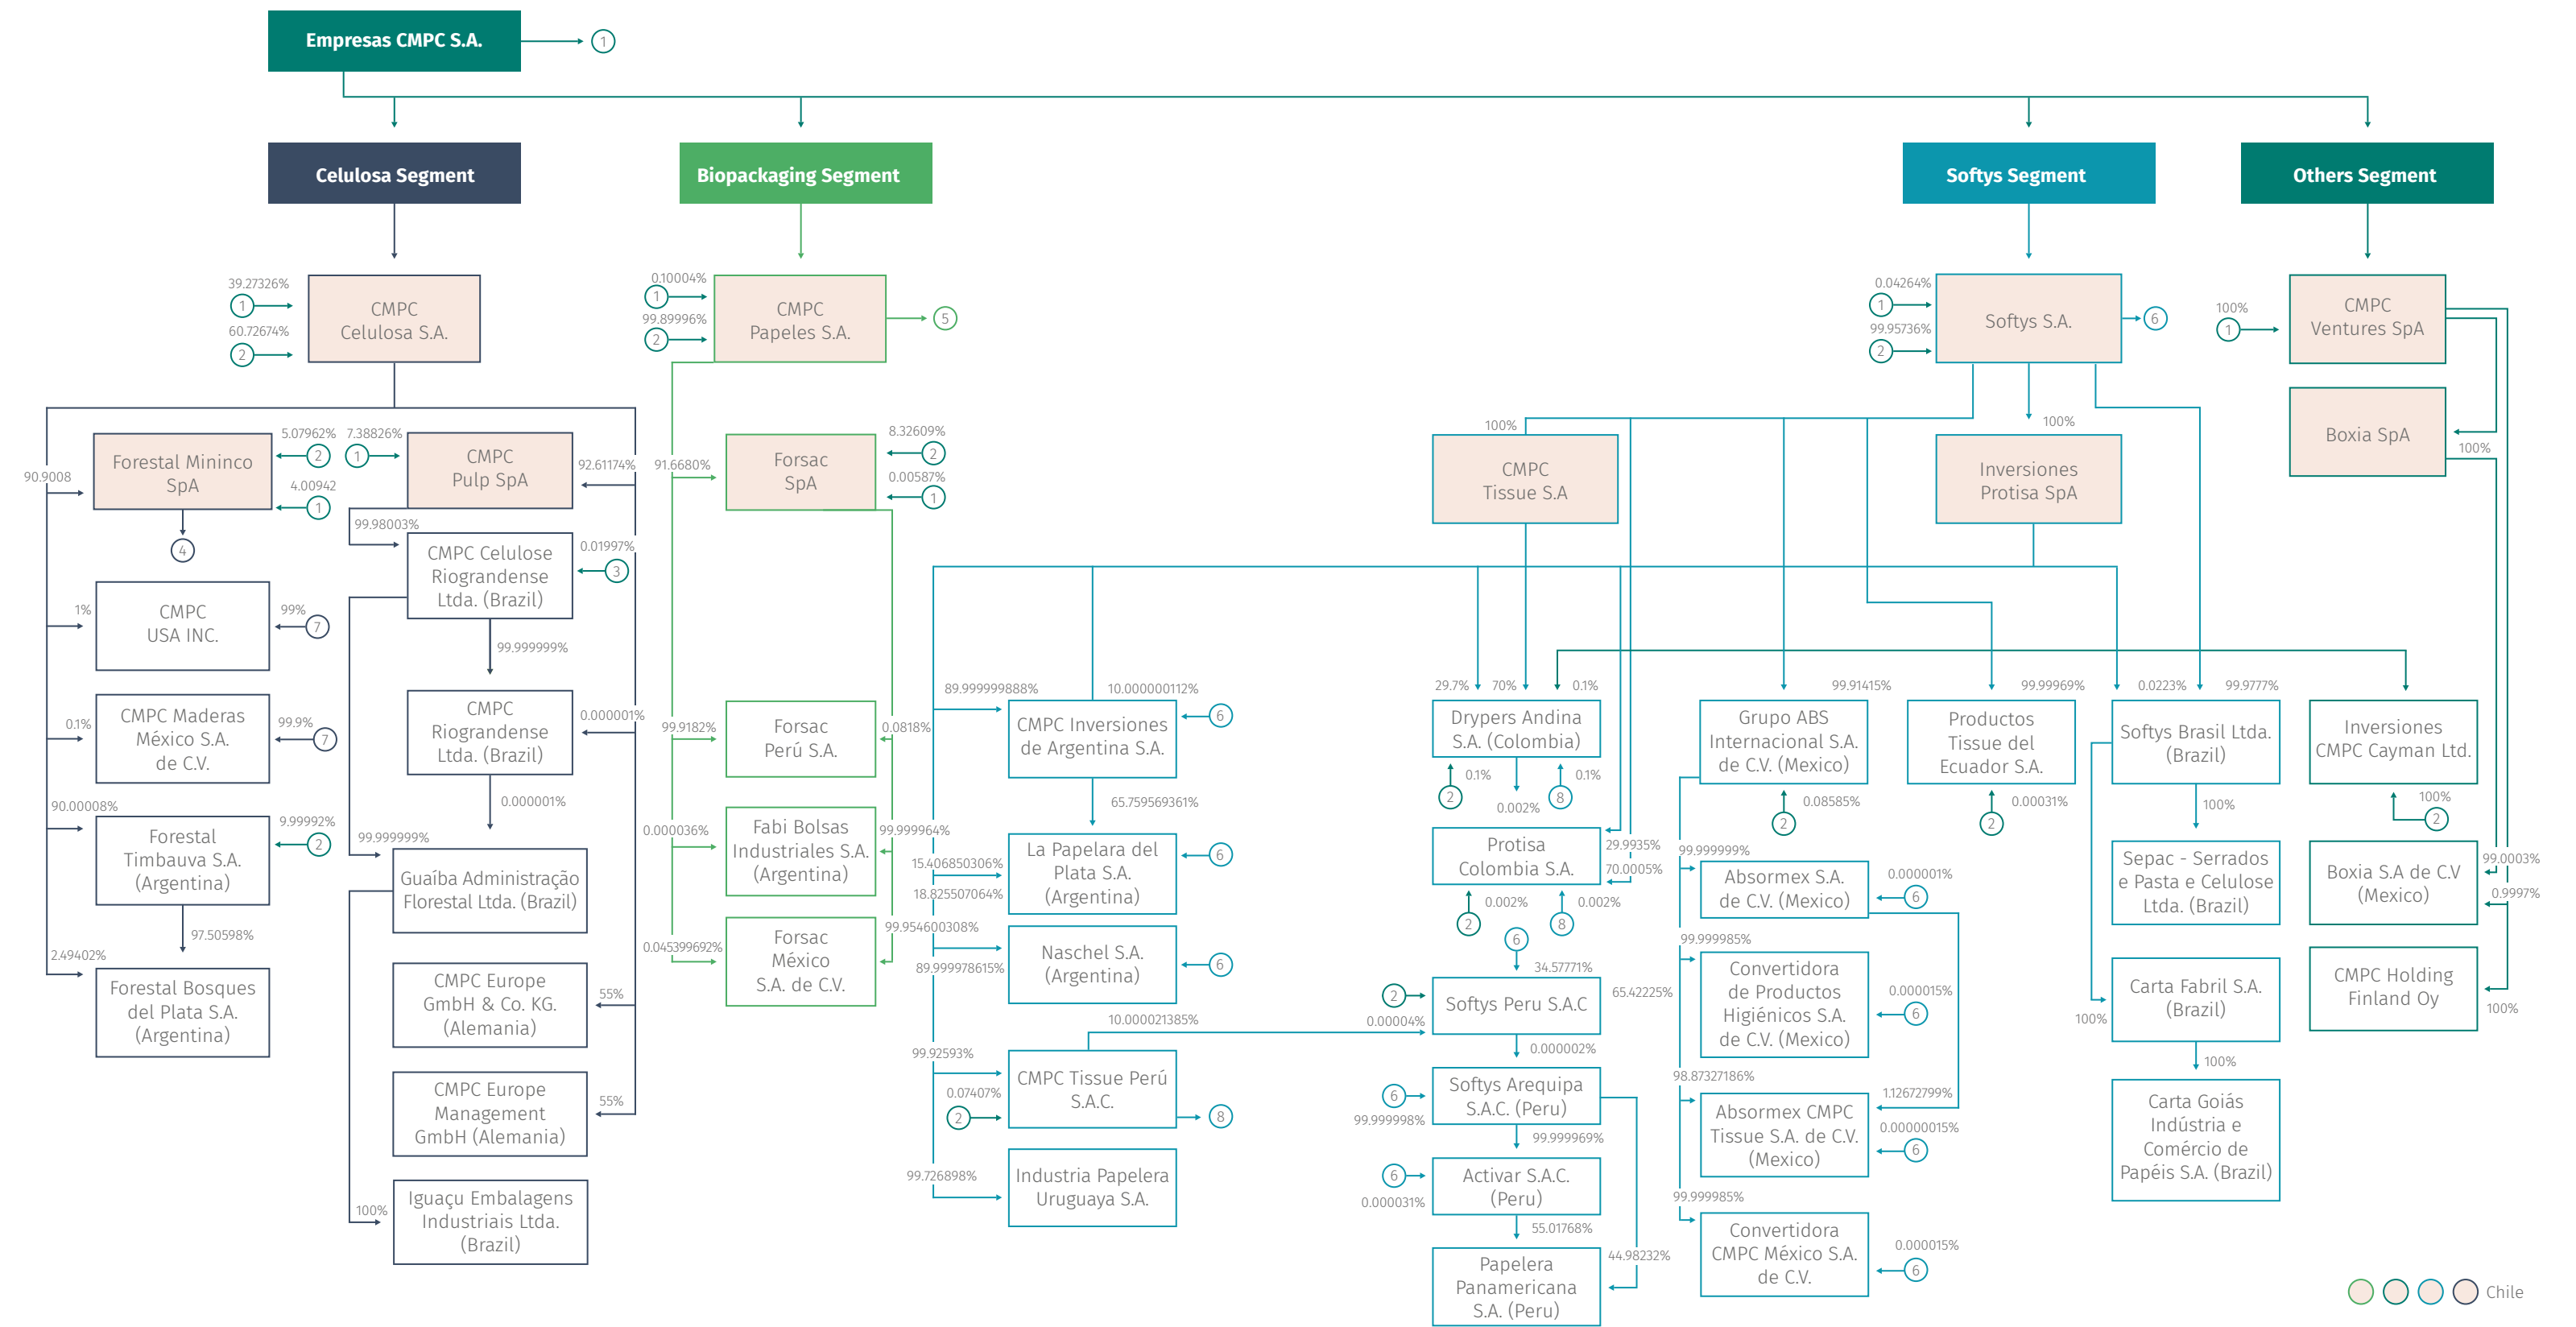 Empresas CMPC S.A.
1
Celulosa Segment
Biopackaging Segment
Softys Segment
Others Segment
39.27326%
1
60.72674%
2
CMPC
Celulosa S.A.
0.10004%
1
99.89996%
2
CMPC
Papeles S.A.
5
0.04264%
1
99.95736%
2
Softys S.A.
6
100%
1
CMPC
Ventures SpA
Boxia SpA
100%
90.9008
Forestal Mininco
SpA
5.07962%
2
4.00942
1
4
7.38826%
1
CMPC
Pulp SpA
92.61174%
99.98003%
CMPC Celulose
Riograndense
Ltda. (Brazil)
0.01997%
3
99.999999%
1%
CMPC
USA INC.
99%
7
0.1%
CMPC Maderas
México S.A.
de C.V.
99.9%
7
CMPC
Riograndense
Ltda. (Brazil)
0.000001%
0.000001%
90.00008%
Forestal
Timbauva S.A.
(Argentina)
9.99992%
2
97.50598%
99.999999%
Guaíba Administração
Florestal Ltda. (Brazil)
2.49402%
Forestal Bosques
del Plata S.A.
(Argentina)
CMPC Europe
GmbH & Co. KG.
(Alemania)
55%
CMPC Europe
Management
GmbH (Alemania)
55%
100%
Iguaçu Embalagens
Industriais Ltda.
(Brazil)
91.6680%
Forsac
SpA
8.32609%
2
0.00587%
1
99.9182%
Forsac
Perú S.A.
0.0818%
0.000036%
Fabi Bolsas
Industriales S.A.
(Argentina)
99.999964%
0.045399692%
Forsac
México
S.A. de C.V.
99.954600308%
89.999999888%
10.000000112%
CMPC Inversiones
de Argentina S.A.
6
65.759569361%
15.406850306%
18.825507064%
La Papelara del
Plata S.A.
(Argentina)
6
89.999978615%
Naschel S.A.
(Argentina)
6
10.000021385%
99.92593%
0.07407%
2
CMPC Tissue Perú
S.A.C.
8
99.726898%
Industria Papelera
Uruguaya S.A.
100%
CMPC
Tissue S.A
100%
Inversiones
Protisa SpA
29.7%
70%
0.1%
Drypers Andina
S.A. (Colombia)
0.1%
2
0.002%
0.1%
8
Protisa
Colombia S.A.
29.9935%
70.0005%
0.002%
2
0.002%
8
6
34.57771%
2
0.00004%
Softys Peru S.A.C
65.42225%
0.000002%
6
99.999998%
Softys Arequipa
S.A.C. (Peru)
99.999969%
6
0.000031%
Activar S.A.C.
(Peru)
55.01768%
44.98232%
Papelera
Panamericana
S.A. (Peru)
99.91415%
Grupo ABS
Internacional S.A.
de C.V. (Mexico)
0.08585%
2
99.999999%
Absormex S.A.
de C.V. (Mexico)
0.000001%
6
99.999985%
Convertidora
de Productos
Higiénicos S.A.
de C.V. (Mexico)
0.000015%
6
98.87327186%
1.12672799%
Absormex CMPC
Tissue S.A. de C.V.
(Mexico)
0.00000015%
6
99.999985%
Convertidora
CMPC México S.A.
de C.V.
0.000015%
6
99.99969%
Productos
Tissue del
Ecuador S.A.
0.00031%
2
0.0223%
99.9777%
Softys Brasil Ltda.
(Brazil)
100%
Sepac - Serrados
e Pasta e Celulose
Ltda. (Brazil)
100%
Carta Fabril S.A.
(Brazil)
100%
Carta Goiás
Indústria e
Comércio de
Papéis S.A. (Brazil)
Inversiones
CMPC Cayman Ltd.
100%
2
Boxia S.A de C.V
(Mexico)
99.0003%
0.9997%
CMPC Holding
Finland Oy
100%
Chile